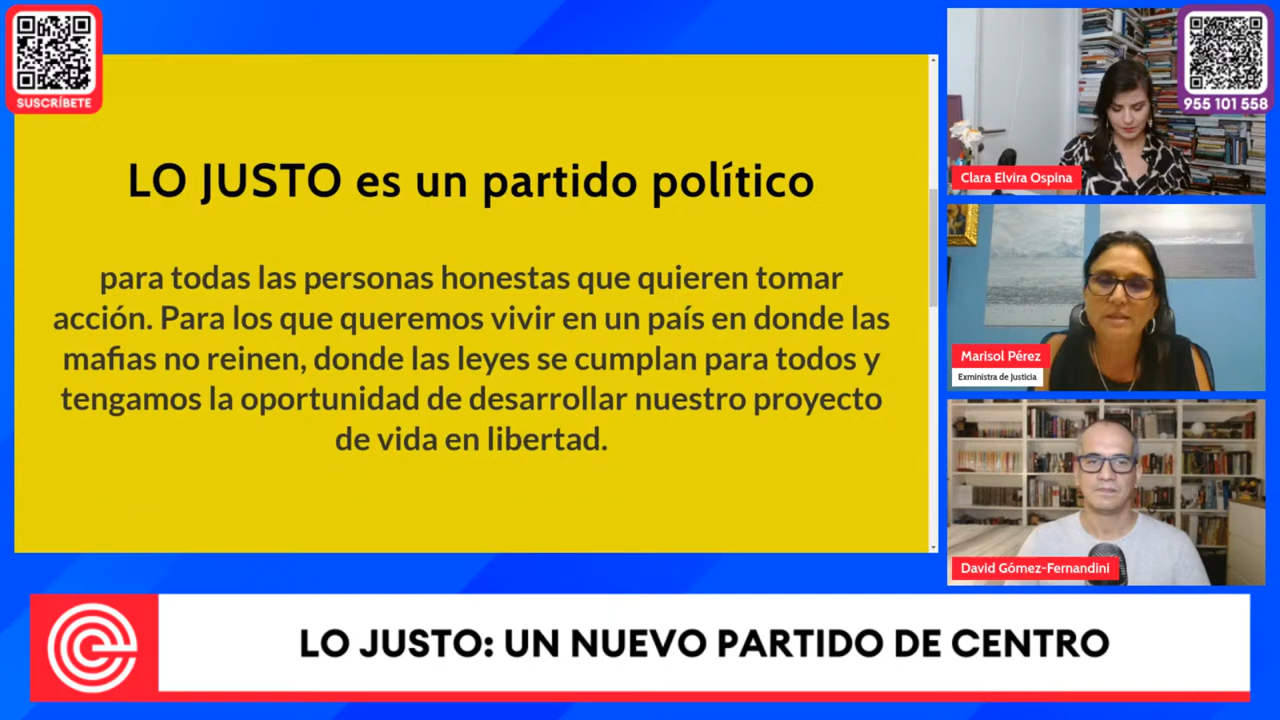 SUSCRÍBETE
LO JUSTO es un partido político
para todas las personas honestas que quieren tomar
acción. Para los que queremos vivir en un país en donde las
mafias no reinen, donde las leyes se cumplan para todos y
tengamos la oportunidad de desarrollar nuestro proyecto
de vida en libertad.
955 101 558
Clara Elvira Ospina
Marisol Pérez
Exministra de Justicia
David Gómez-Fernandini
LO JUSTO: UN NUEVO PARTIDO DE CENTRO